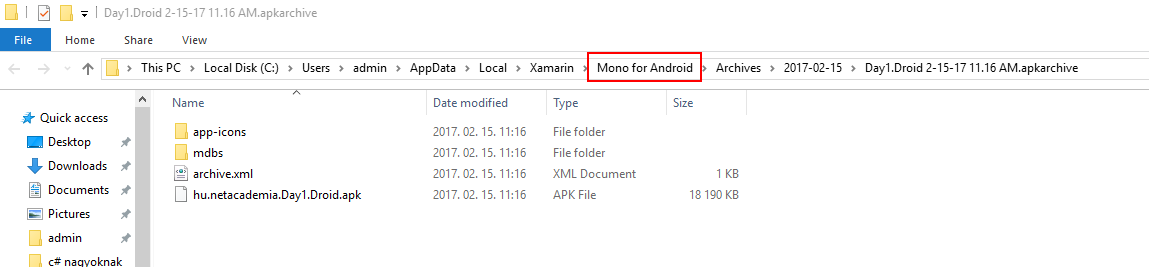 Day1.Droid 2-15-17 11.16 AM.apkarchive
File Home Share View
This PC Local Disk (C:) Users admin AppData Local Xamarin Mono for Android Archives 2017-02-15 Day1.Droid 2-15-17 11.16 AM.apkarchive
Name Date modified Type Size
Quick access
Desktop
Downloads
Documents
Pictures
admin
c# nagyoknak
app-icons 2017. 02. 15. 11:16 File folder
mdbs 2017. 02. 15. 11:16 File folder
archive.xml 2017. 02. 15. 11:16 XML Document 1 KB
hu.netacademia.Day1.Droid.apk 2017. 02. 15. 11:16 APK File 18 190 KB